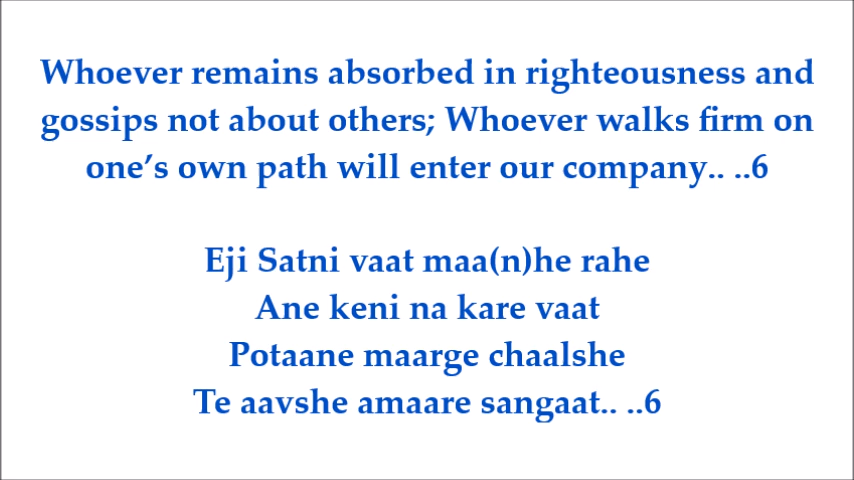 Whoever remains absorbed in righteousness and
gossips not about others; Whoever walks firm on
one’s own path will enter our company.. ..6
Eji Satni vaat maa(n)he rahe
Ane keni na kare vaat
Potaane maarge chaalshe
Te aavshe amaare sangaat.. ..6